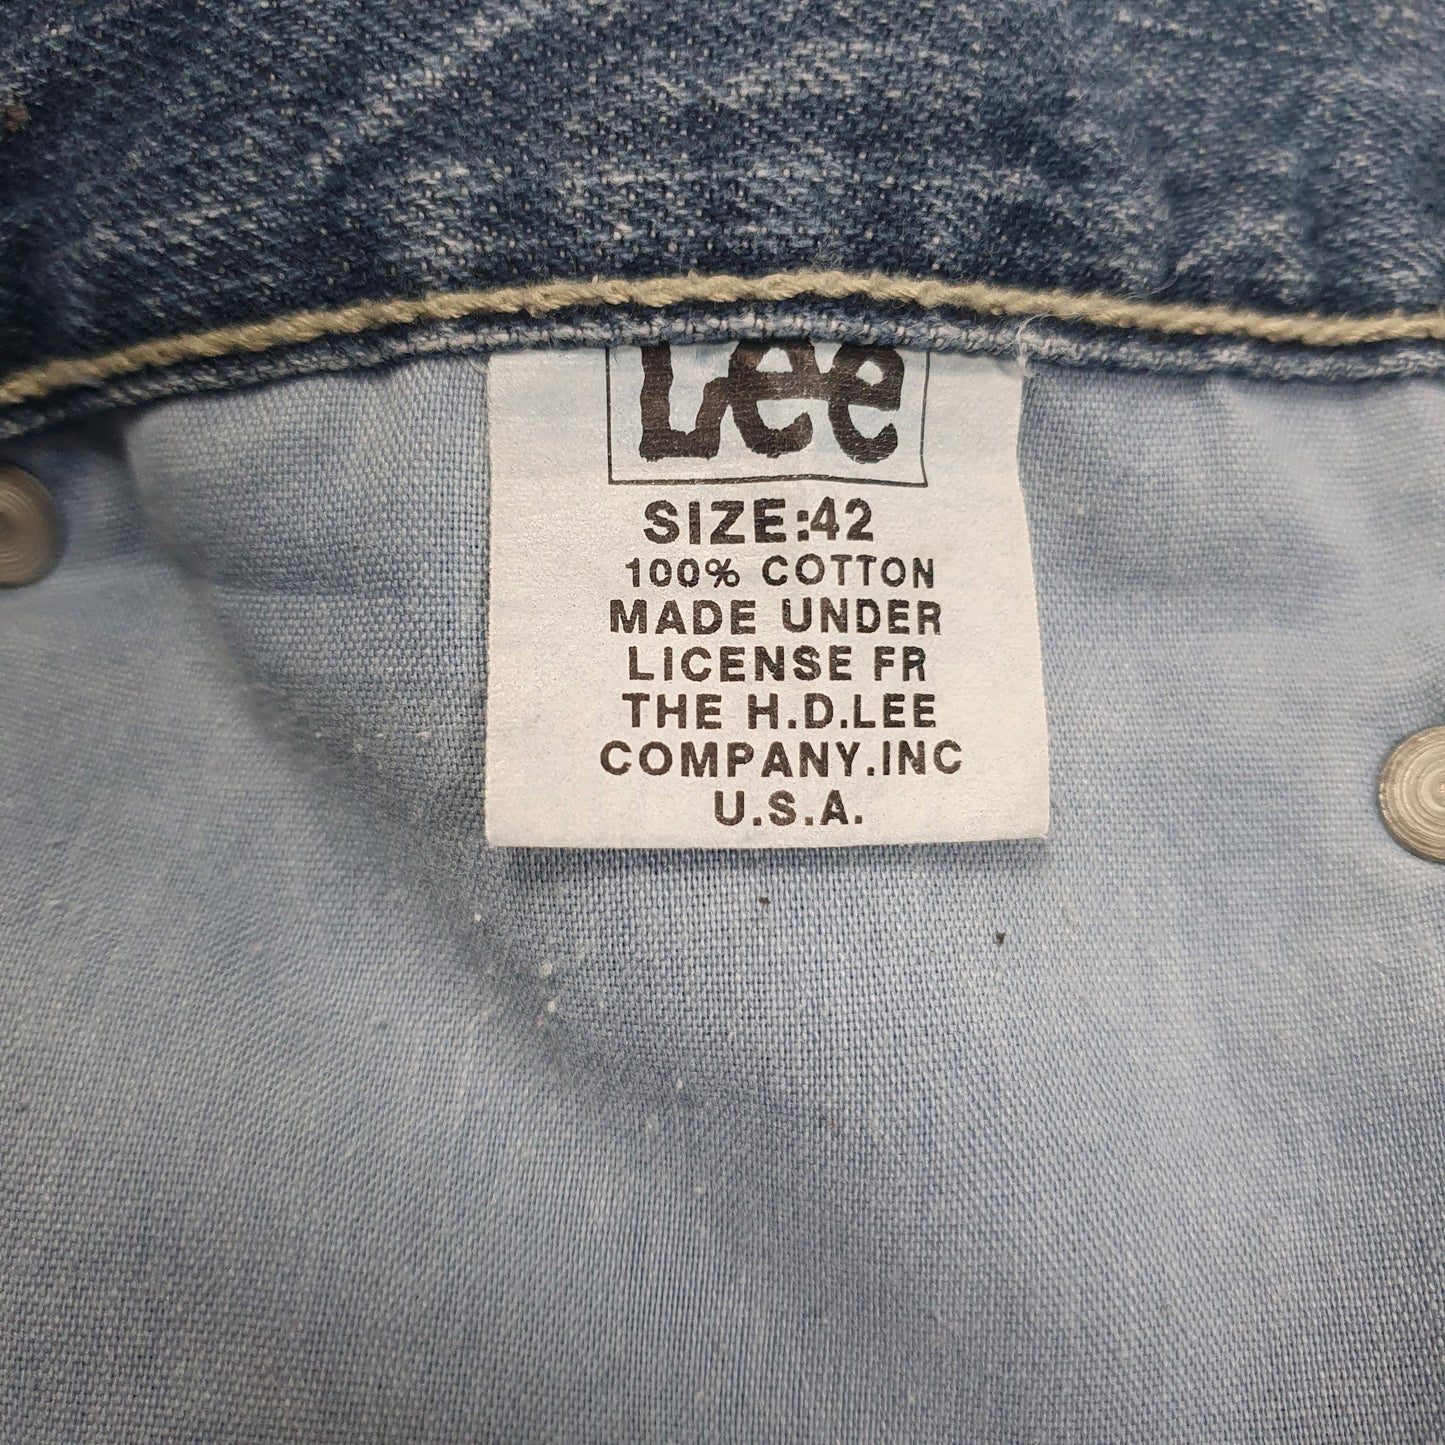 Lee
SIZE:42
100% COTTON
MADE UNDER
LICENSE FR
THE H.D.LEE
COMPANY.INC
U.S.A.